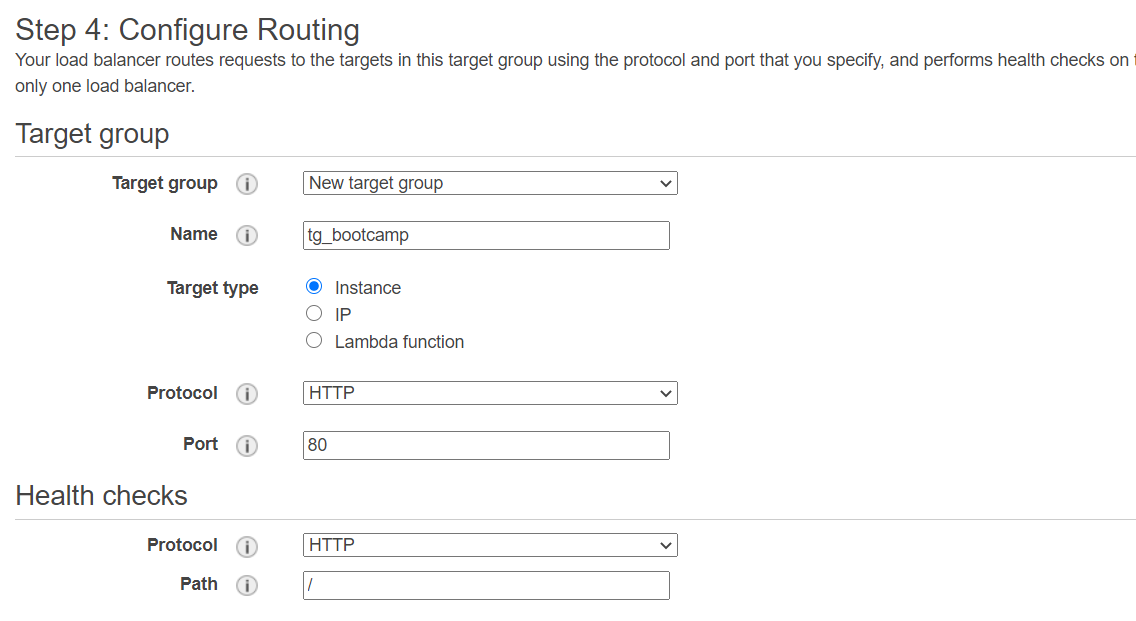 Step 4: Configure Routing
Your load balancer routes requests to the targets in this target group using the protocol and port that you specify, and performs health checks on
only one load balancer.
Target group
Target group i New target group
Name i tg_bootcamp
Target type Instance
IP
Lambda function
Protocol i HTTP
Port i 80
Health checks
Protocol i HTTP
Path i /